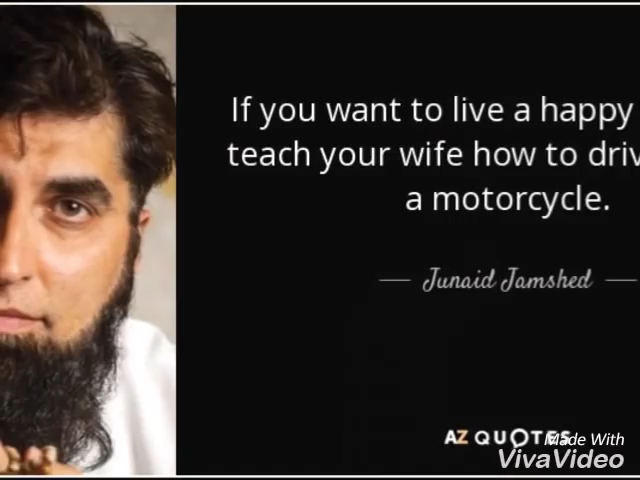 If you want to live a happy
teach your wife how to driv
a motorcycle.
Junaid Jamshed
AZ QUOTES
Made With
VivaVideo